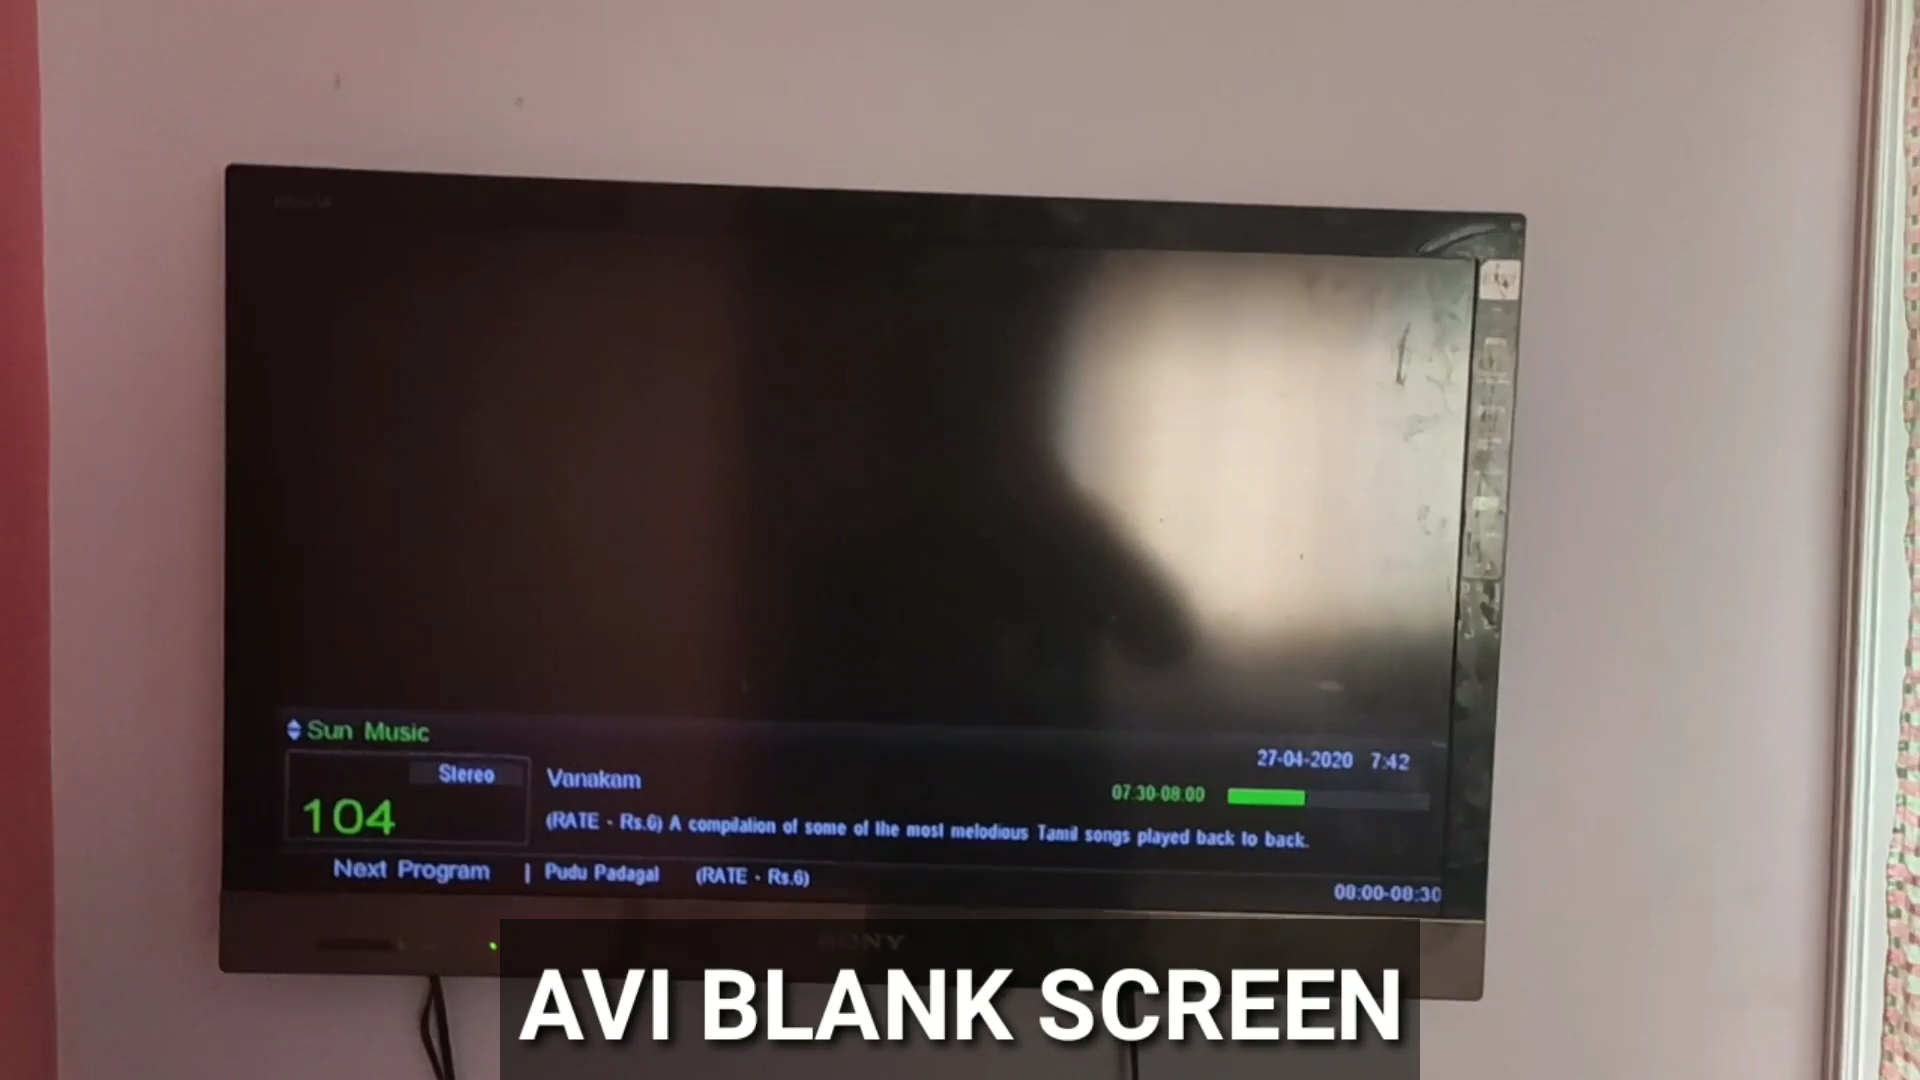 Sun Music
27-04-2020 7:42
Stereo
Vanakam
07.30-08.00
104
(RATE - Rs.6) A compilation of some of the most melodious Tamil songs played back to back.
Next Program | Pudu Padagal (RATE - Rs.6)
08:00-08:30
SONY
AVI BLANK SCREEN